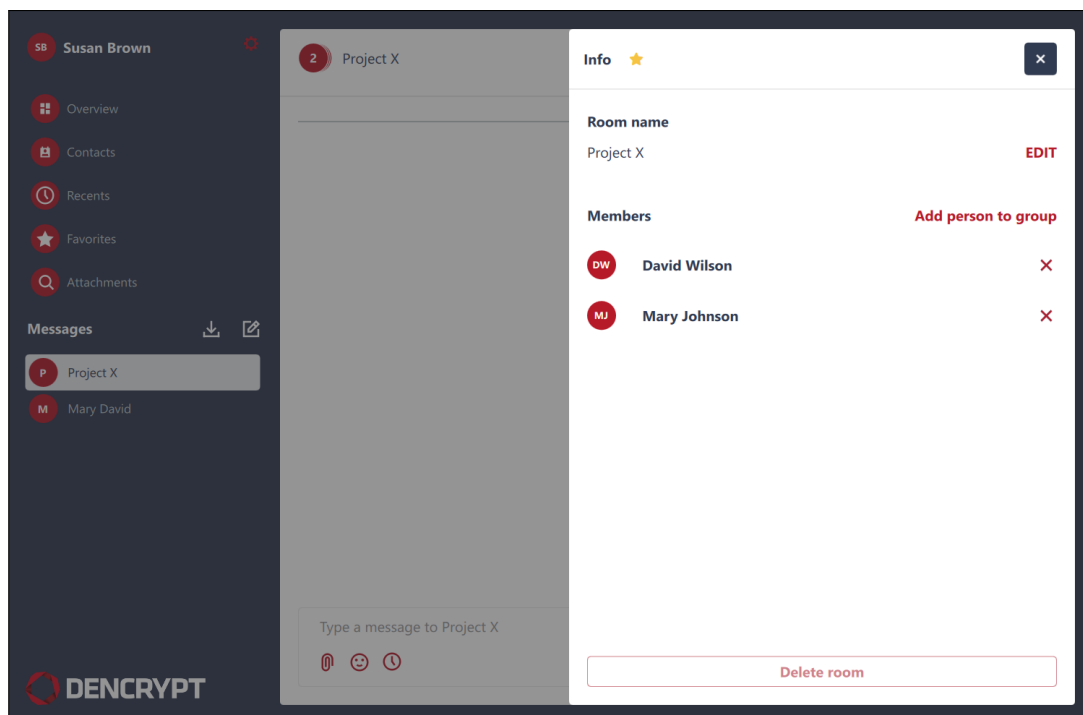 SB Susan Brown
Overview
Contacts
Recents
Favorites
Attachments
Messages
P Project X
M Mary David
DENCRYPT
2 Project X
Type a message to Project X
Info
×
Room name
Project X EDIT
Members Add person to group
DW David Wilson ×
MJ Mary Johnson ×
Delete room